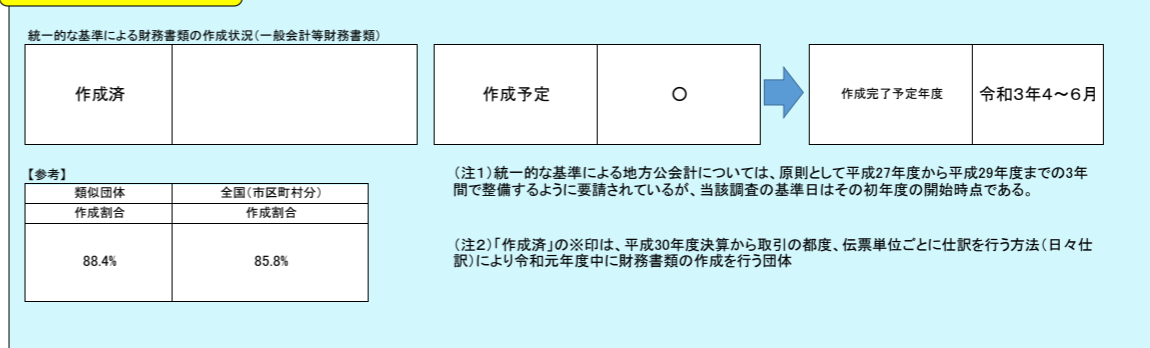 統一的な基準による財務書類の作成状況(一般会計等財務書類)
作成済
作成予定
〇
作成完了予定年度
令和3年4～6月
【参考】
類似団体
全国(市区町村分)
作成割合
作成割合
88.4%
85.8%
(注1)統一的な基準による地方公会計については、原則として平成27年度から平成29年度までの3年
間で整備するように要請されているが、当該調査の基準日はその初年度の開始時点である。
(注2)「作成済」の※印は、平成30年度決算から取引の都度、伝票単位ごとに仕訳を行う方法(日々仕
訳)により令和元年度中に財務書類の作成を行う団体